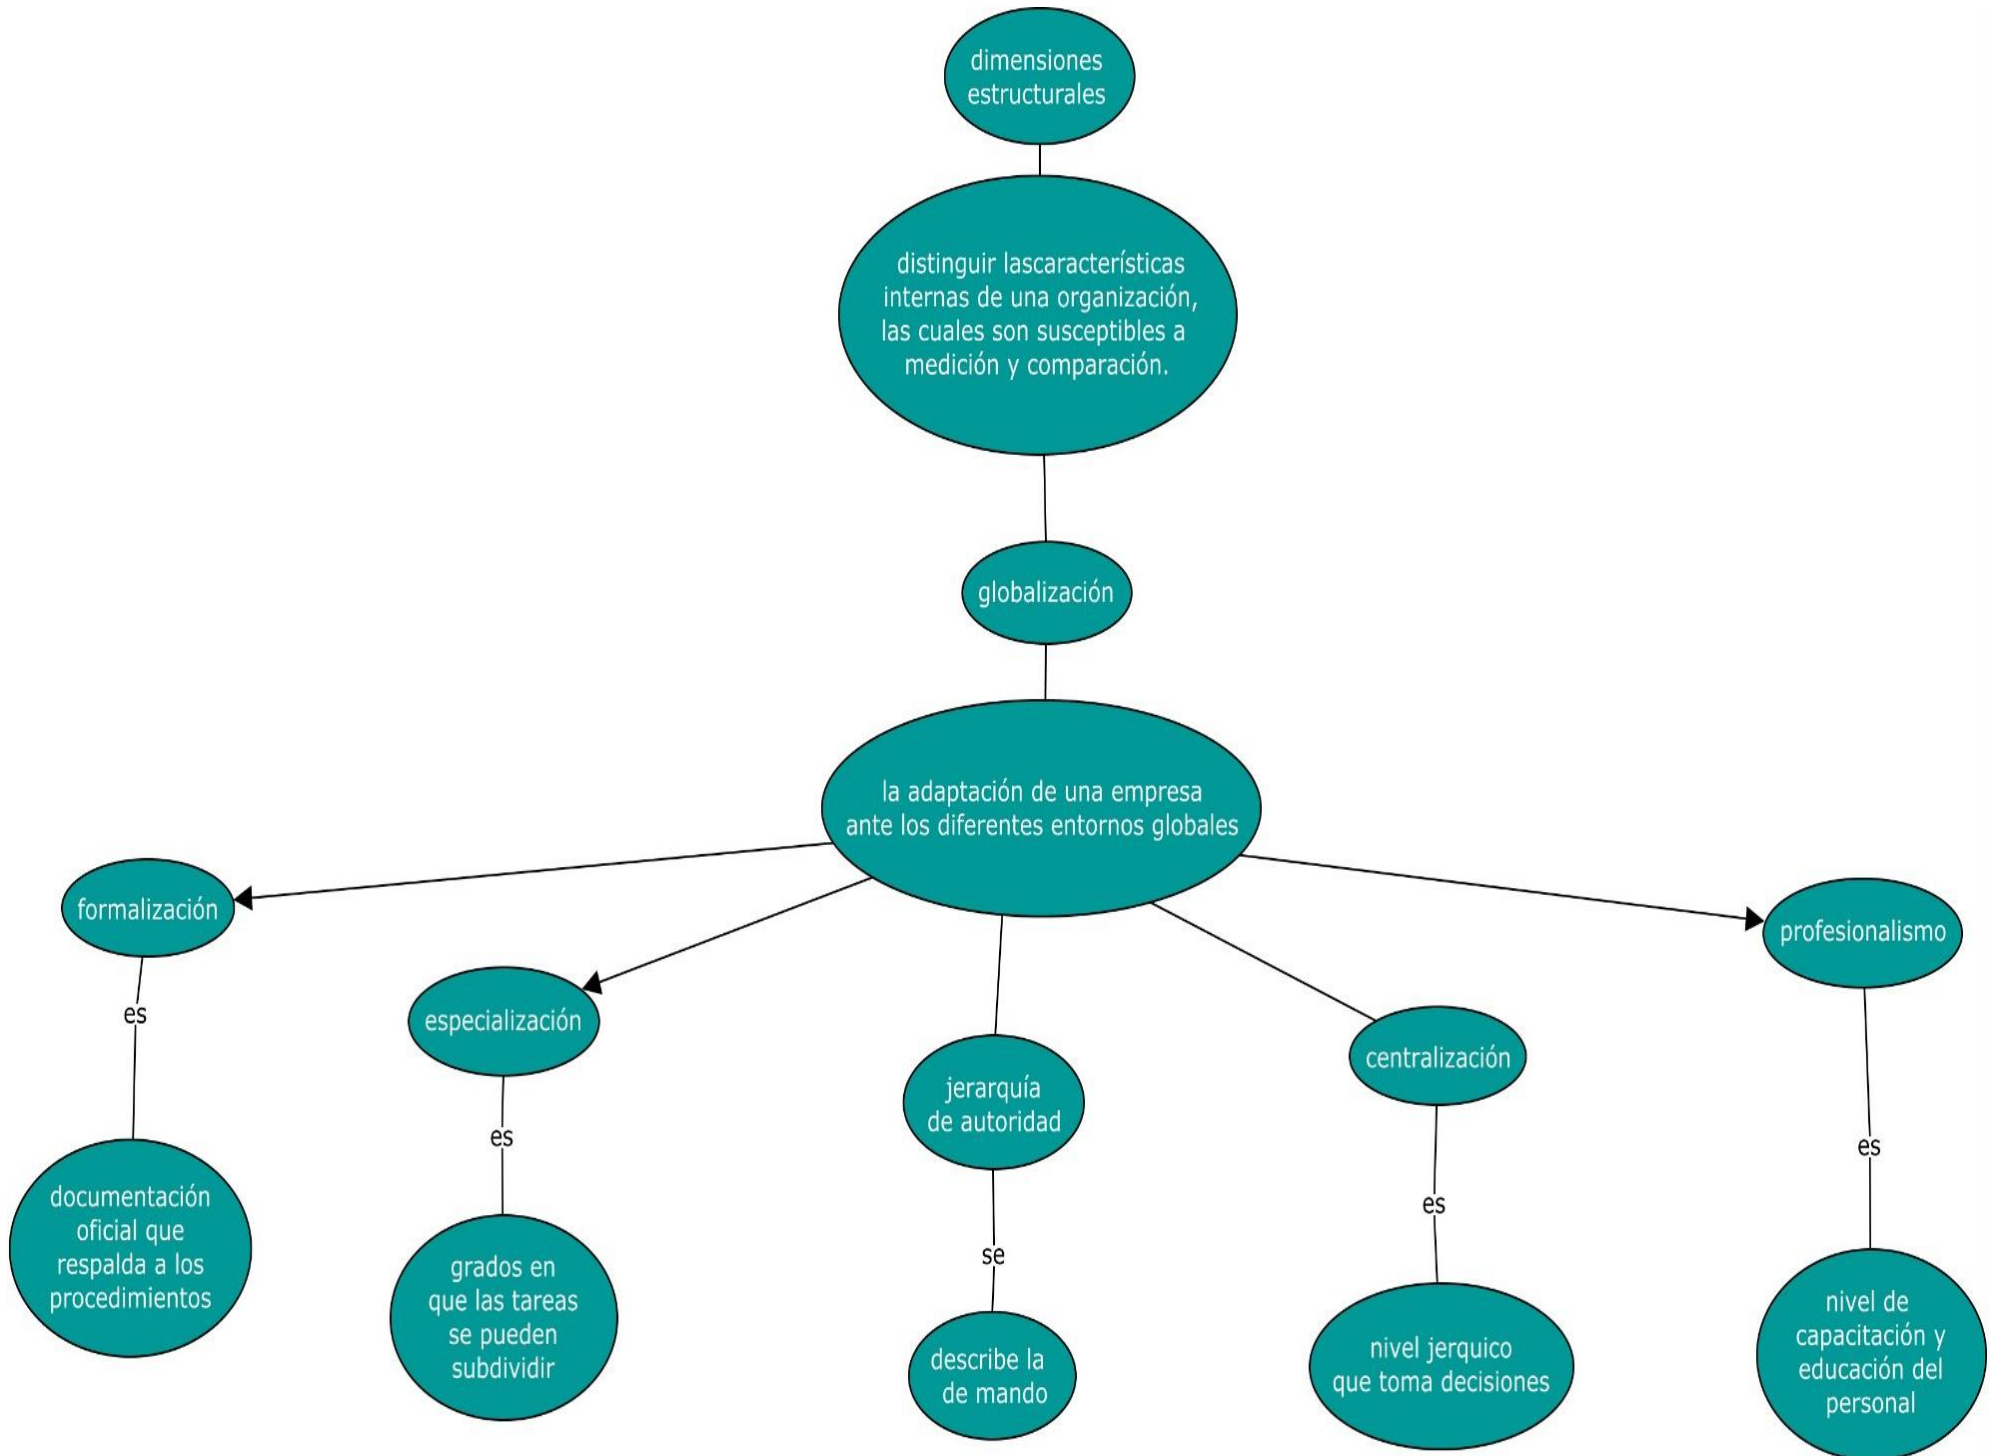 dimensiones
estructurales
distinguir lascaracterísticas
internas de una organización,
las cuales son susceptibles a
medición y comparación.
globalización
la adaptación de una empresa
ante los diferentes entornos globales
formalización
es
documentación
oficial que
respalda a los
procedimientos
especialización
es
grados en
que las tareas
se pueden
subdividir
jerarquía
de autoridad
se
describe la
de mando
centralización
es
nivel jerquico
que toma decisiones
profesionalismo
es
nivel de
capacitación y
educación del
personal